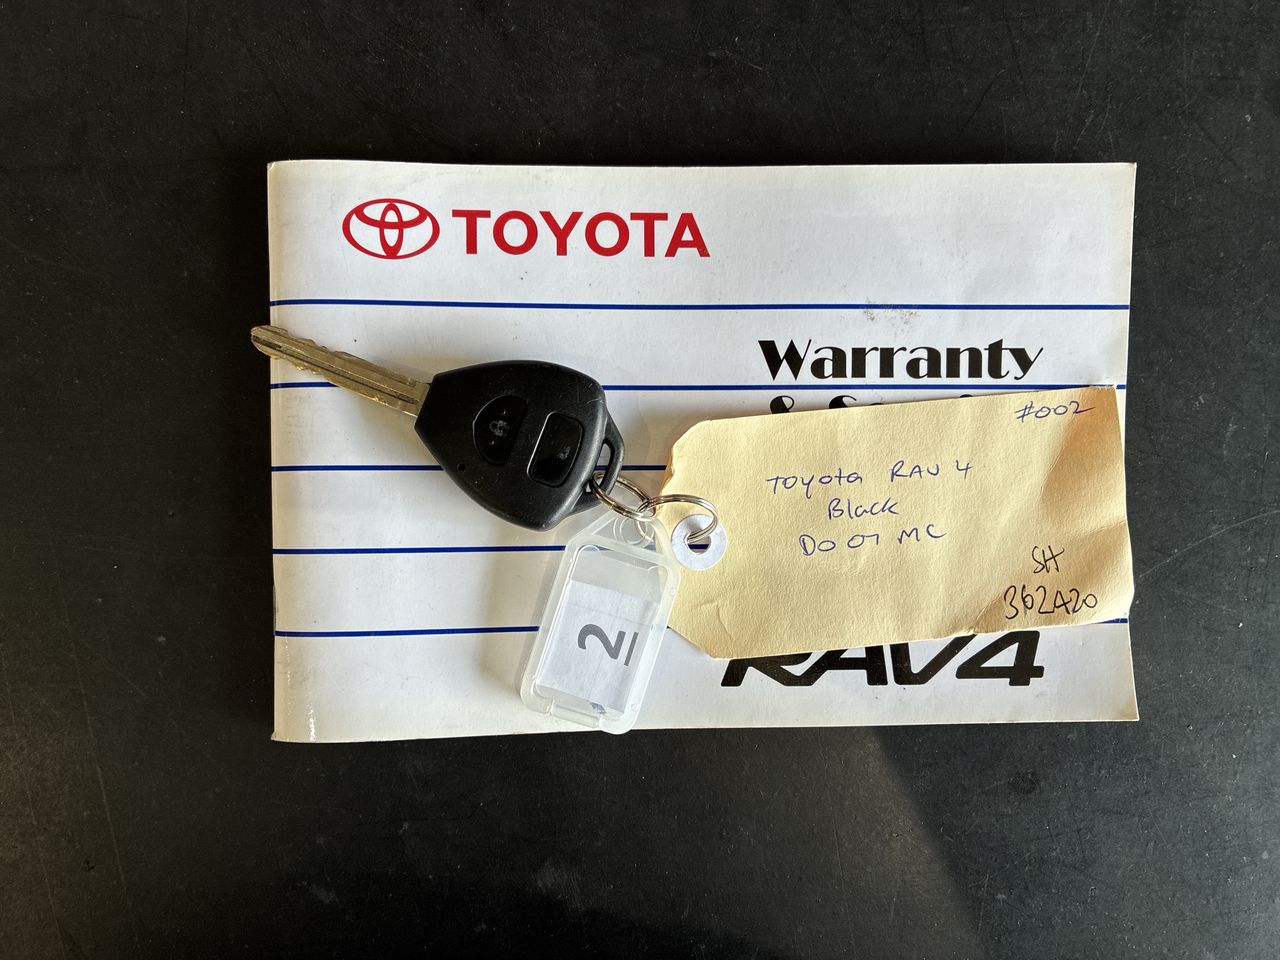 TOYOTA
Warranty
&
#002
Toyota RAV 4
Black
DO 07 MC
SH
362420
RAV4
2